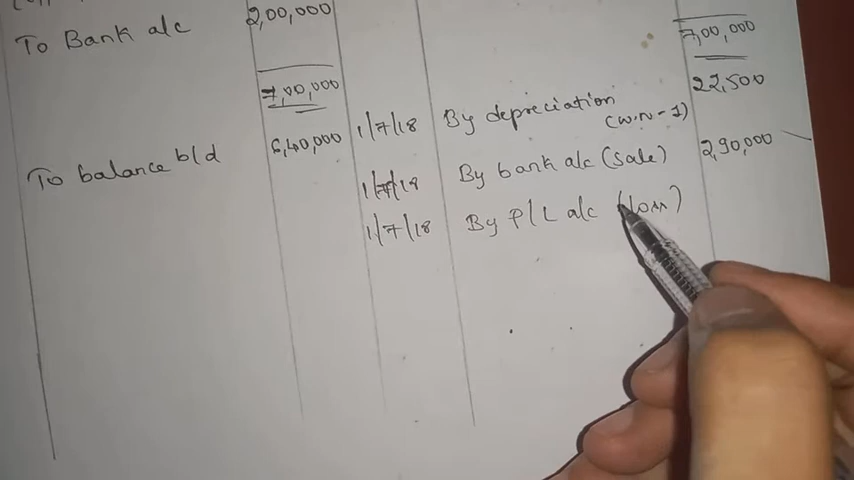 To Bank a/c 2,00,000
7,00,000 7,00,000
To balance b/d 6,40,000 1/7/18 By depreciation 22,500
(W.N-1)
1/7/18 By bank a/c (Sale) 2,90,000
1/7/18 By P/L a/c (loss)